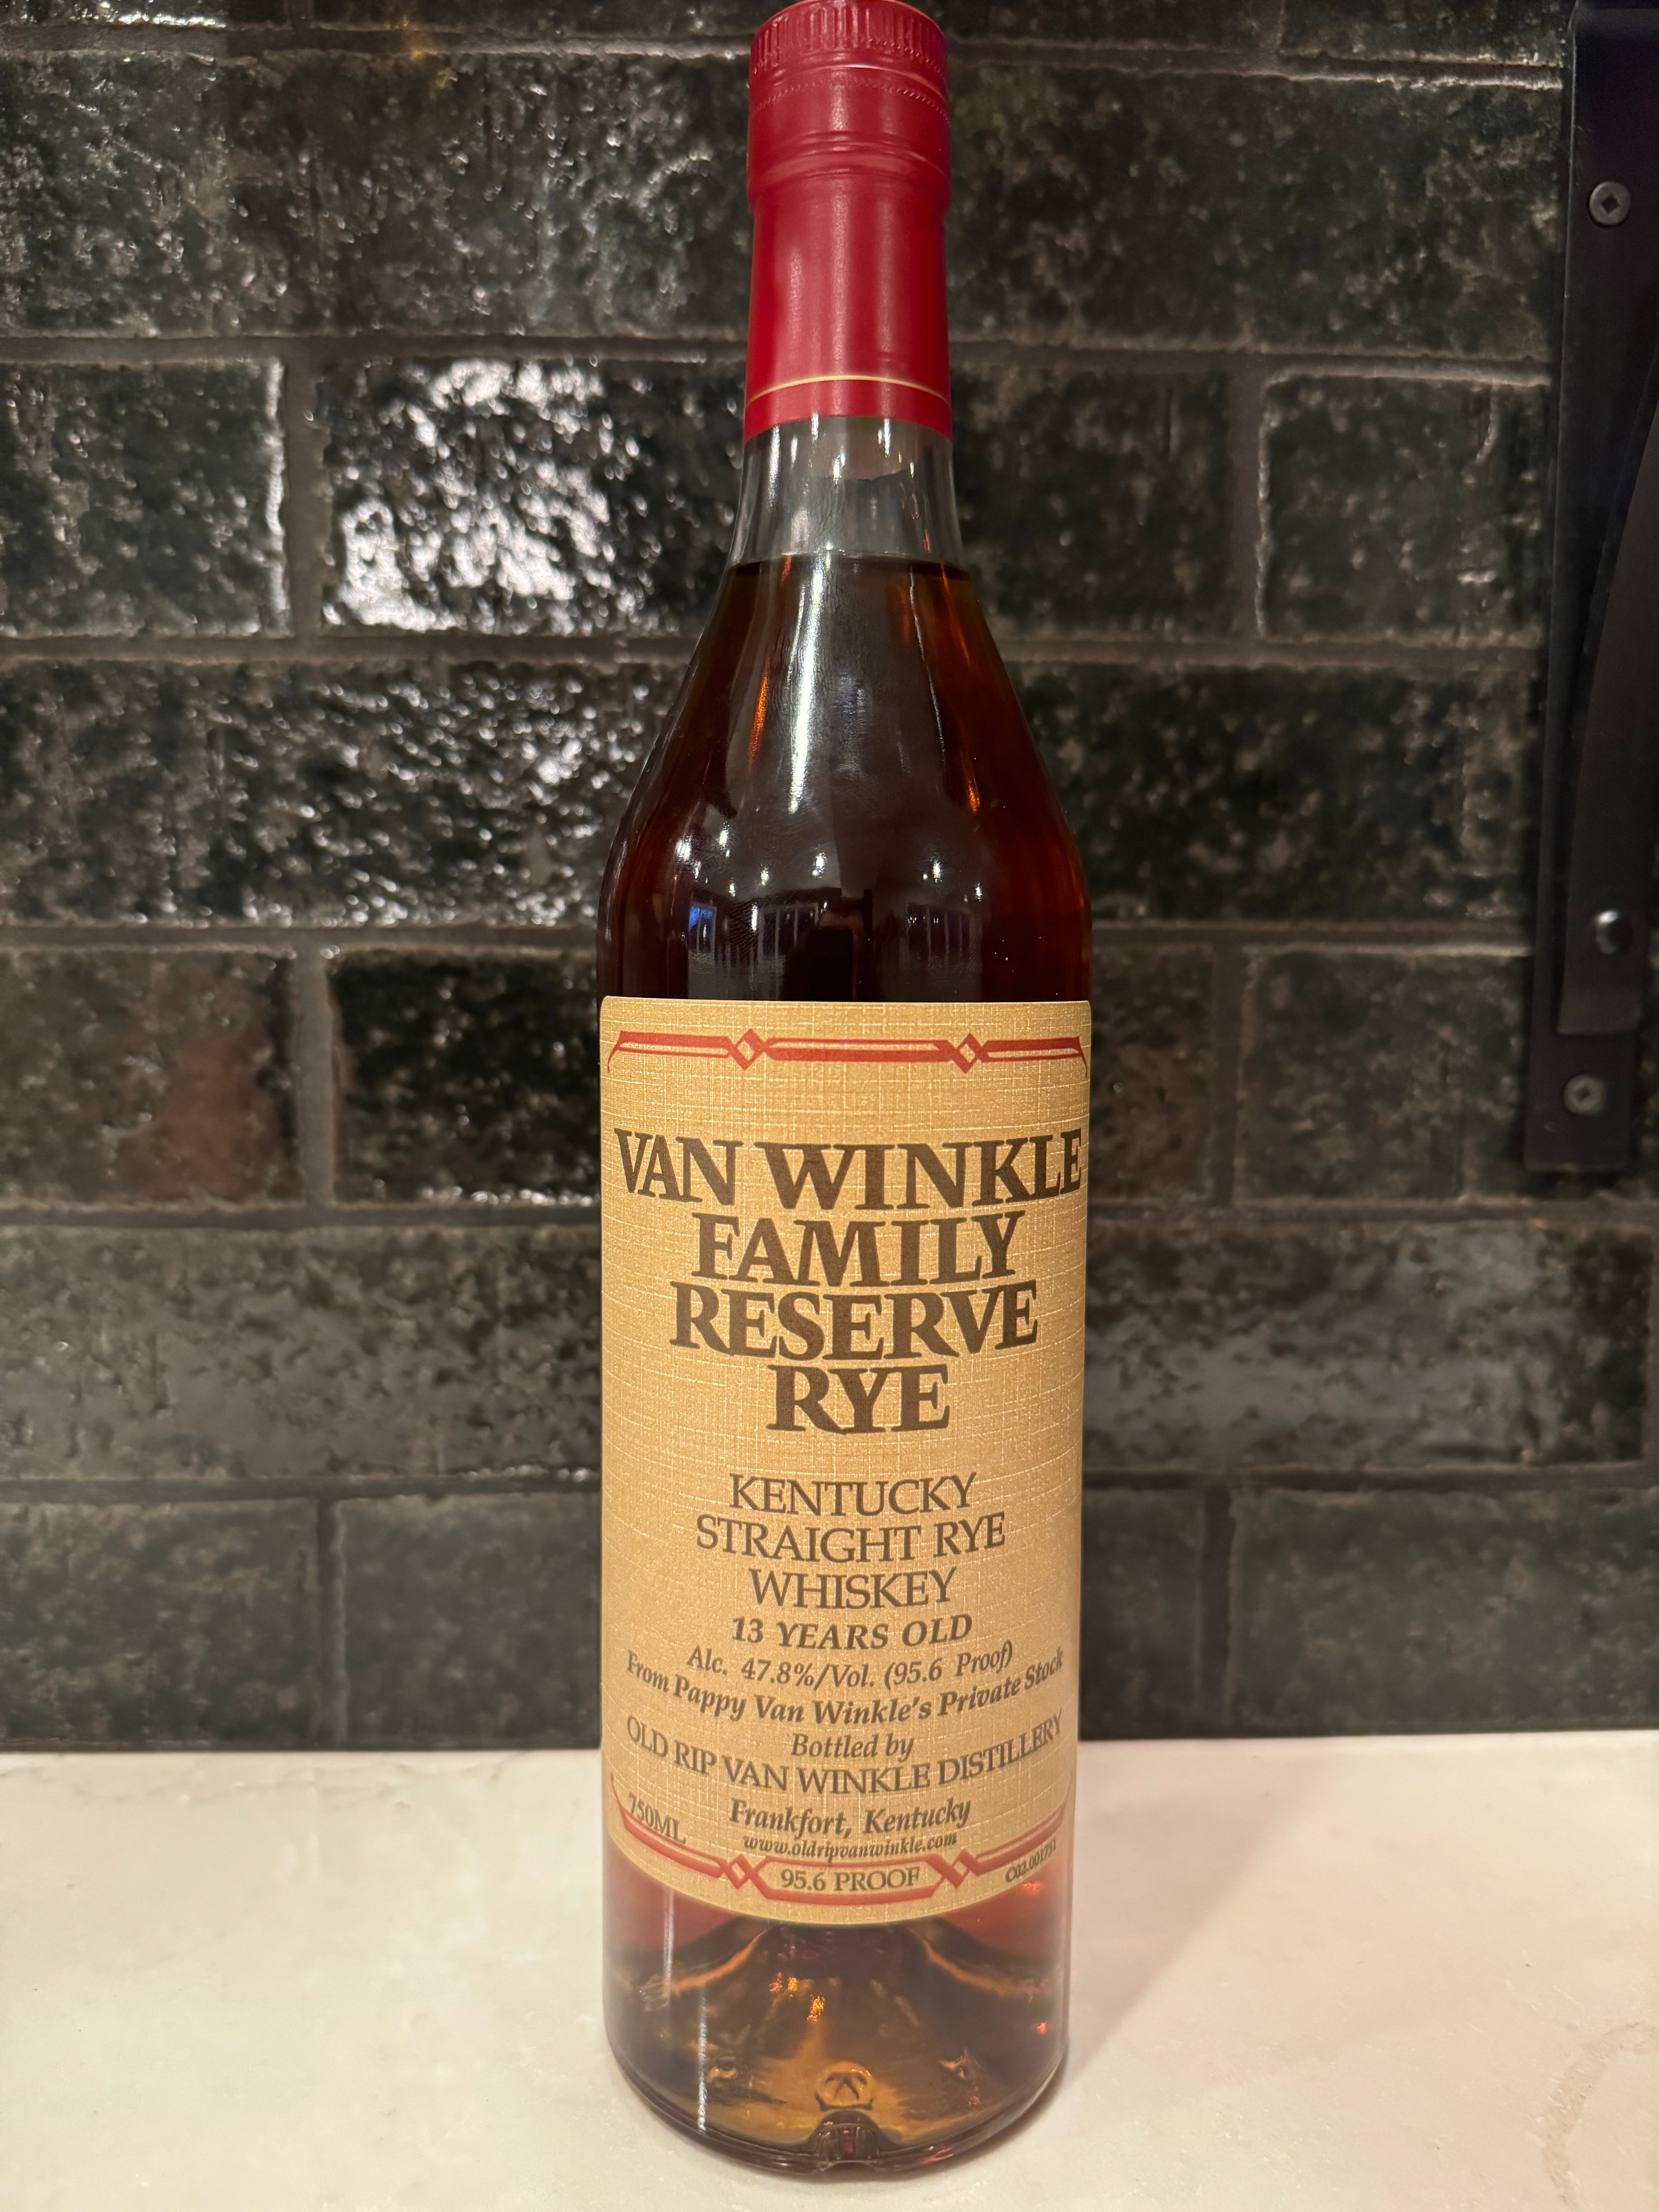 VAN WINKLE
FAMILY
RESERVE
RYE
KENTUCKY
STRAIGHT RYE
WHISKEY
13 YEARS OLD
Alc. 47.8%/Vol. (95.6 Proof)
From Pappy Van Winkle's Private Stock
Bottled by
OLD RIP VAN WINKLE DISTILLERY
Frankfort, Kentucky
www.oldripvanwinkle.com
750ML
95.6 PROOF
C02.001751